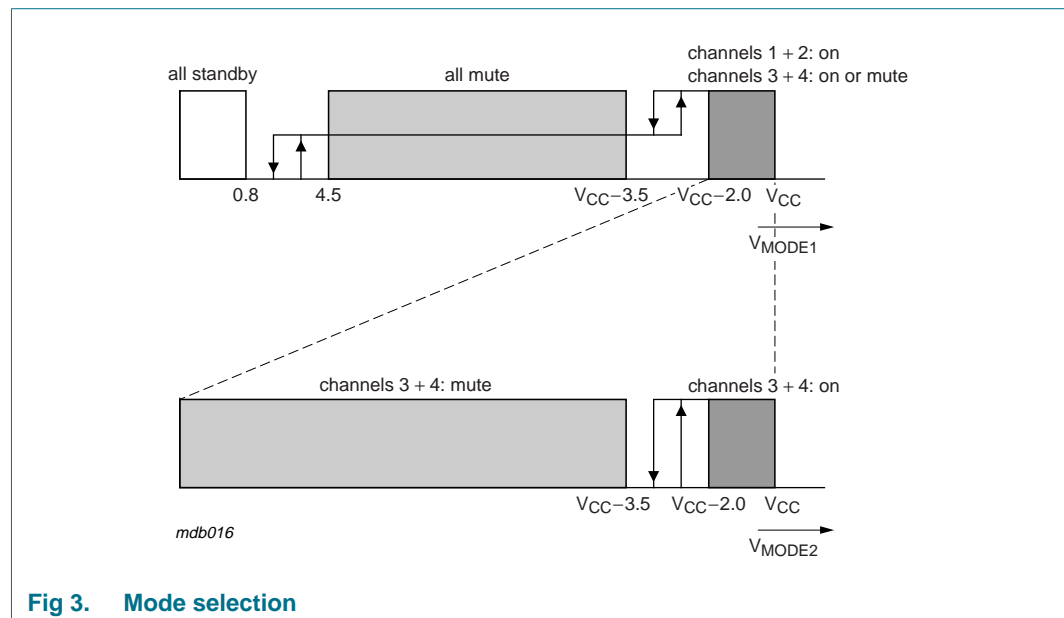 channels 1 + 2: on
all standby all mute channels 3 + 4: on or mute
0.8 4.5 VCC−3.5 VCC−2.0 VCC
VMODE1
channels 3 + 4: mute channels 3 + 4: on
VCC−3.5 VCC−2.0 VCC
mdb016
VMODE2
Fig 3. Mode selection